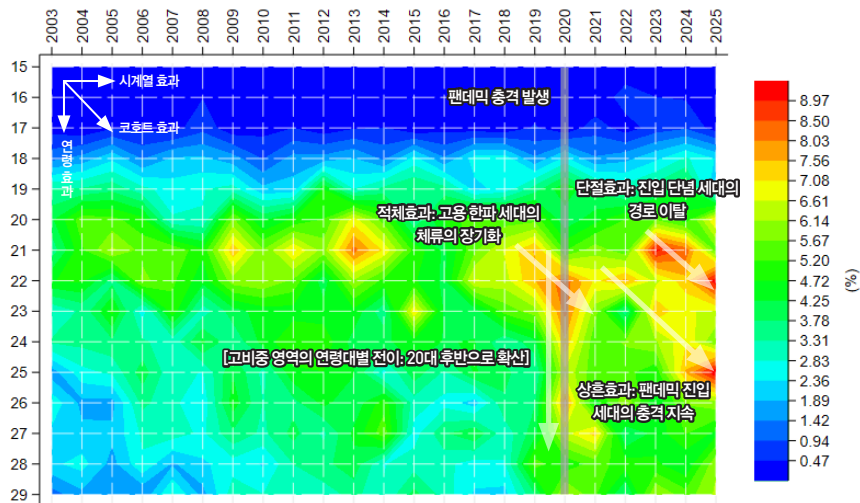 2003 2004 2005 2006 2007 2008 2009 2010 2011 2012 2013 2014 2015 2016 2017 2018 2019 2020 2021 2022 2023 2024 2025
15
16
17
18
19
20
21
22
23
24
25
26
27
28
29
시계열 효과
코호트 효과
연령 효과
팬데믹 충격 발생
단절효과: 진입 단념 세대의
경로 이탈
적체효과: 고용 한파 세대의
체류의 장기화
[고비중 영역의 연령대별 전이: 20대 후반으로 확산]
상흔효과: 팬데믹 진입
세대의 충격 지속
8.97
8.50
8.03
7.56
7.08
6.61
6.14
5.67
5.20
4.72
4.25
3.78
3.31
2.83
2.36
1.89
1.42
0.94
0.47
(%)